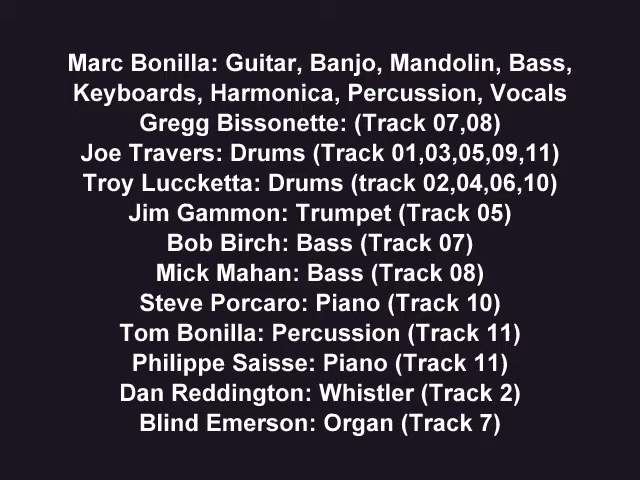 Marc Bonilla: Guitar, Banjo, Mandolin, Bass,
Keyboards, Harmonica, Percussion, Vocals
Gregg Bissonette: (Track 07,08)
Joe Travers: Drums (Track 01,03,05,09,11)
Troy Luccketta: Drums (track 02,04,06,10)
Jim Gammon: Trumpet (Track 05)
Bob Birch: Bass (Track 07)
Mick Mahan: Bass (Track 08)
Steve Porcaro: Piano (Track 10)
Tom Bonilla: Percussion (Track 11)
Philippe Saisse: Piano (Track 11)
Dan Reddington: Whistler (Track 2)
Blind Emerson: Organ (Track 7)